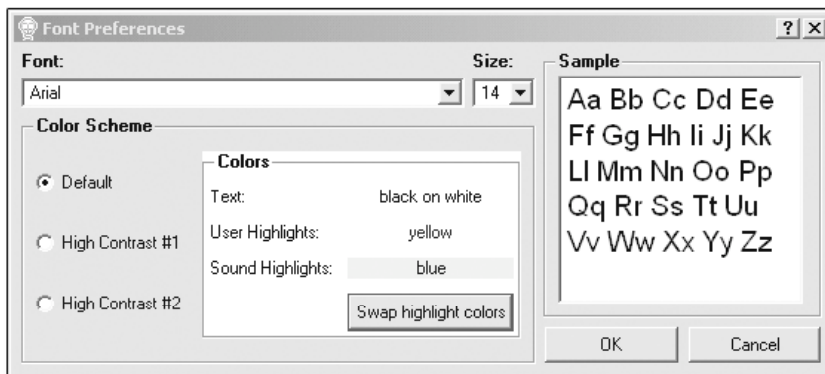 Font Preferences
Font:
Size:
Arial
14
Color Scheme
Default
High Contrast #1
High Contrast #2
Colors
Text:
black on white
User Highlights:
yellow
Sound Highlights:
blue
Swap highlight colors
Sample
Aa Bb Cc Dd Ee
Ff Gg Hh Ii Jj Kk
Ll Mm Nn Oo Pp
Qq Rr Ss Tt Uu
Vv Ww Xx Yy Zz
OK
Cancel